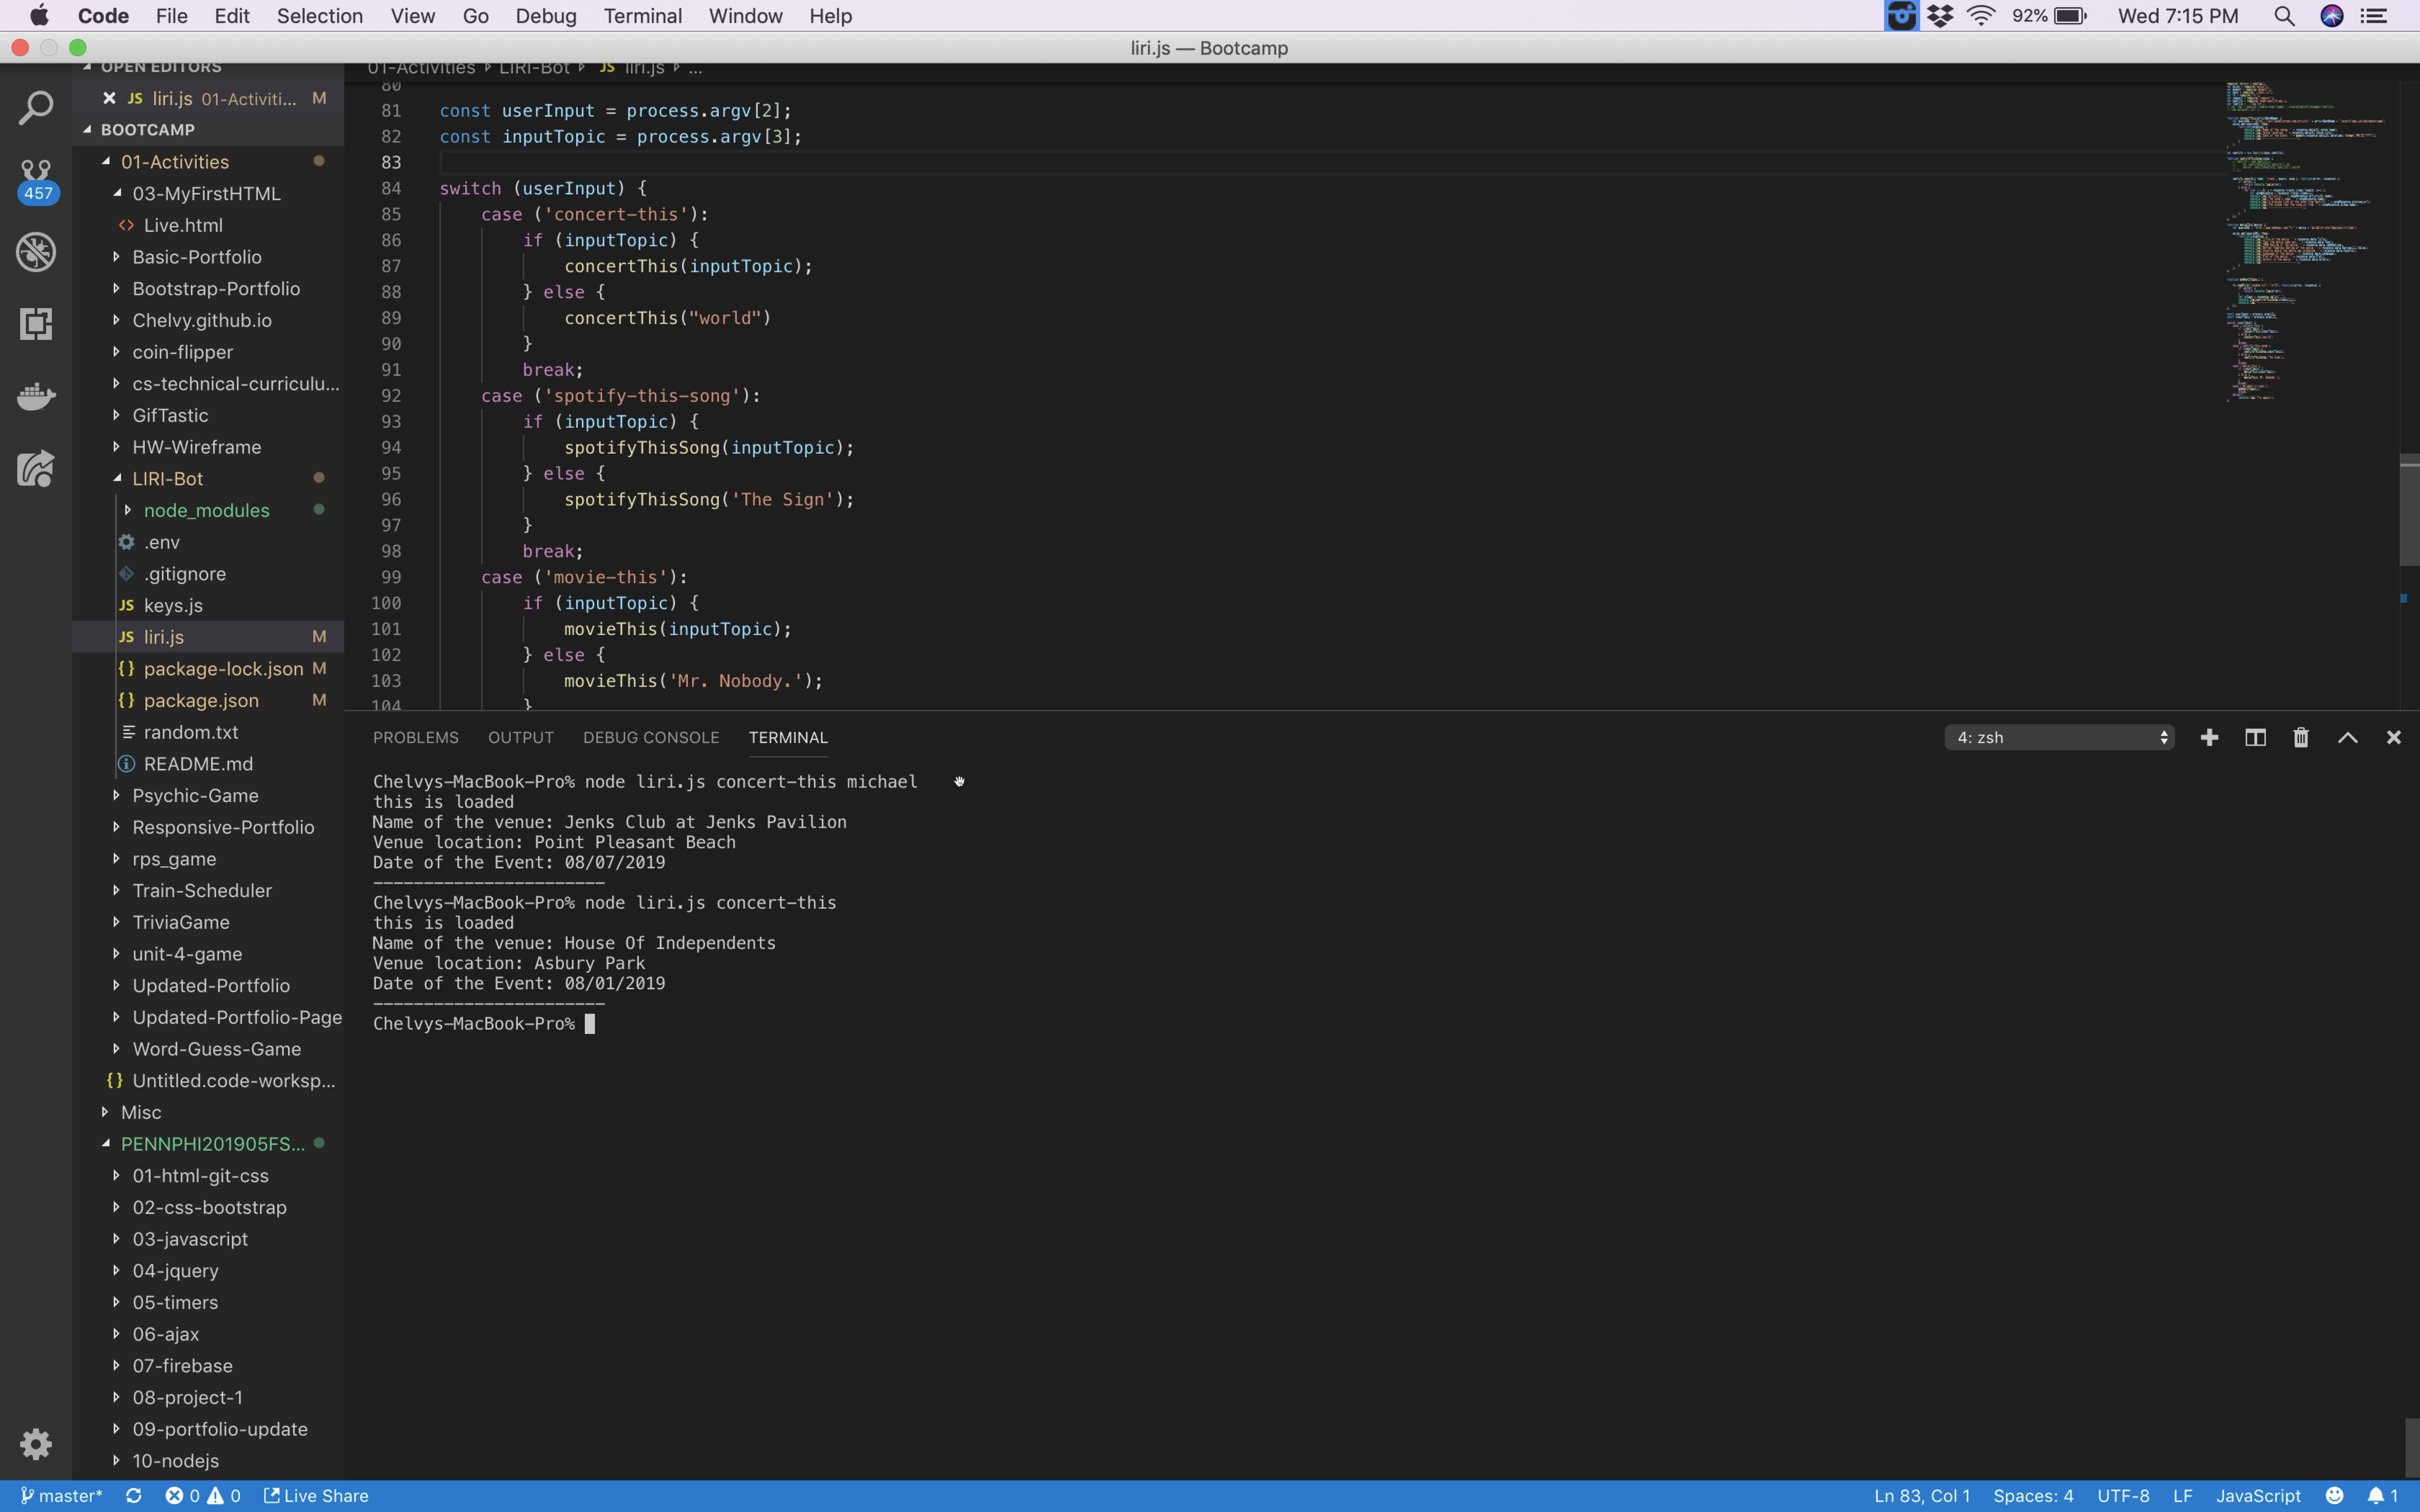 Code File Edit Selection View Go Debug Terminal Window Help 92% Wed 7:15 PM
liri.js — Bootcamp
OPEN EDITORS
JS liri.js 01-Activiti... M
BOOTCAMP
01-Activities
03-MyFirstHTML
<> Live.html
Basic-Portfolio
Bootstrap-Portfolio
Chelvy.github.io
coin-flipper
cs-technical-curriculu...
GifTastic
HW-Wireframe
LIRI-Bot
node_modules
.env
.gitignore
JS keys.js
JS liri.js M
{} package-lock.json M
{} package.json M
random.txt
README.md
Psychic-Game
Responsive-Portfolio
rps_game
Train-Scheduler
TriviaGame
unit-4-game
Updated-Portfolio
Updated-Portfolio-Page
Word-Guess-Game
{} Untitled.code-worksp...
Misc
PENNPHI201905FS...
01-html-git-css
02-css-bootstrap
03-javascript
04-jquery
05-timers
06-ajax
07-firebase
08-project-1
09-portfolio-update
10-nodejs
457
01-Activities LIRI-Bot JS liri.js ...
80
81 const userInput = process.argv[2];
82 const inputTopic = process.argv[3];
83
84 switch (userInput) {
85 case ('concert-this'):
86 if (inputTopic) {
87 concertThis(inputTopic);
88 } else {
89 concertThis("world")
90 }
91 break;
92 case ('spotify-this-song'):
93 if (inputTopic) {
94 spotifyThisSong(inputTopic);
95 } else {
96 spotifyThisSong('The Sign');
97 }
98 break;
99 case ('movie-this'):
100 if (inputTopic) {
101 movieThis(inputTopic);
102 } else {
103 movieThis('Mr. Nobody.');
104 }
PROBLEMS OUTPUT DEBUG CONSOLE TERMINAL 4: zsh
Chelvys-MacBook-Pro% node liri.js concert-this michael
this is loaded
Name of the venue: Jenks Club at Jenks Pavilion
Venue location: Point Pleasant Beach
Date of the Event: 08/07/2019
-----------------------
Chelvys-MacBook-Pro% node liri.js concert-this
this is loaded
Name of the venue: House Of Independents
Venue location: Asbury Park
Date of the Event: 08/01/2019
-----------------------
Chelvys-MacBook-Pro%
master* 0 0 Live Share Ln 83, Col 1 Spaces: 4 UTF-8 LF JavaScript 1